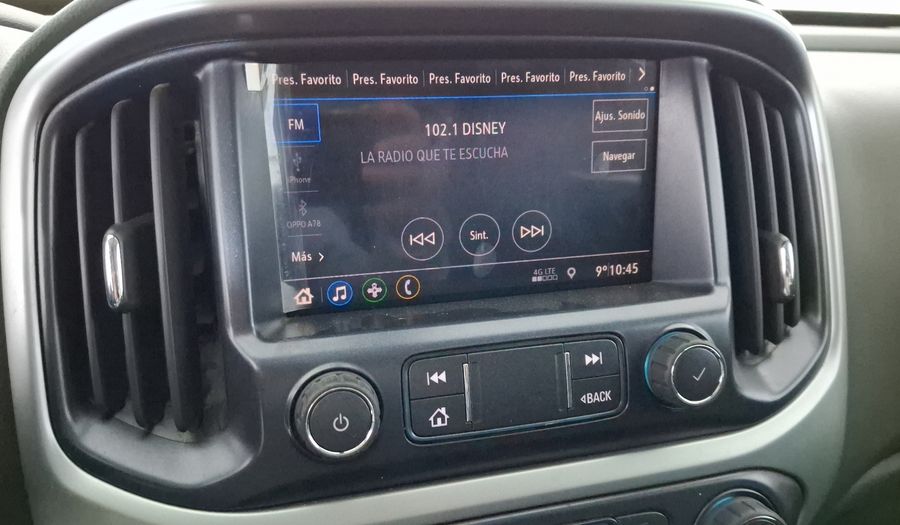 Pres. Favorito Pres. Favorito Pres. Favorito Pres. Favorito Pres. Favorito
FM
102.1 DISNEY
Ajus. Sonido
LA RADIO QUE TE ESCUCHA
Navegar
iPhone
OPPO A78
Sint.
Más
4G LTE
9° 10:45
BACK